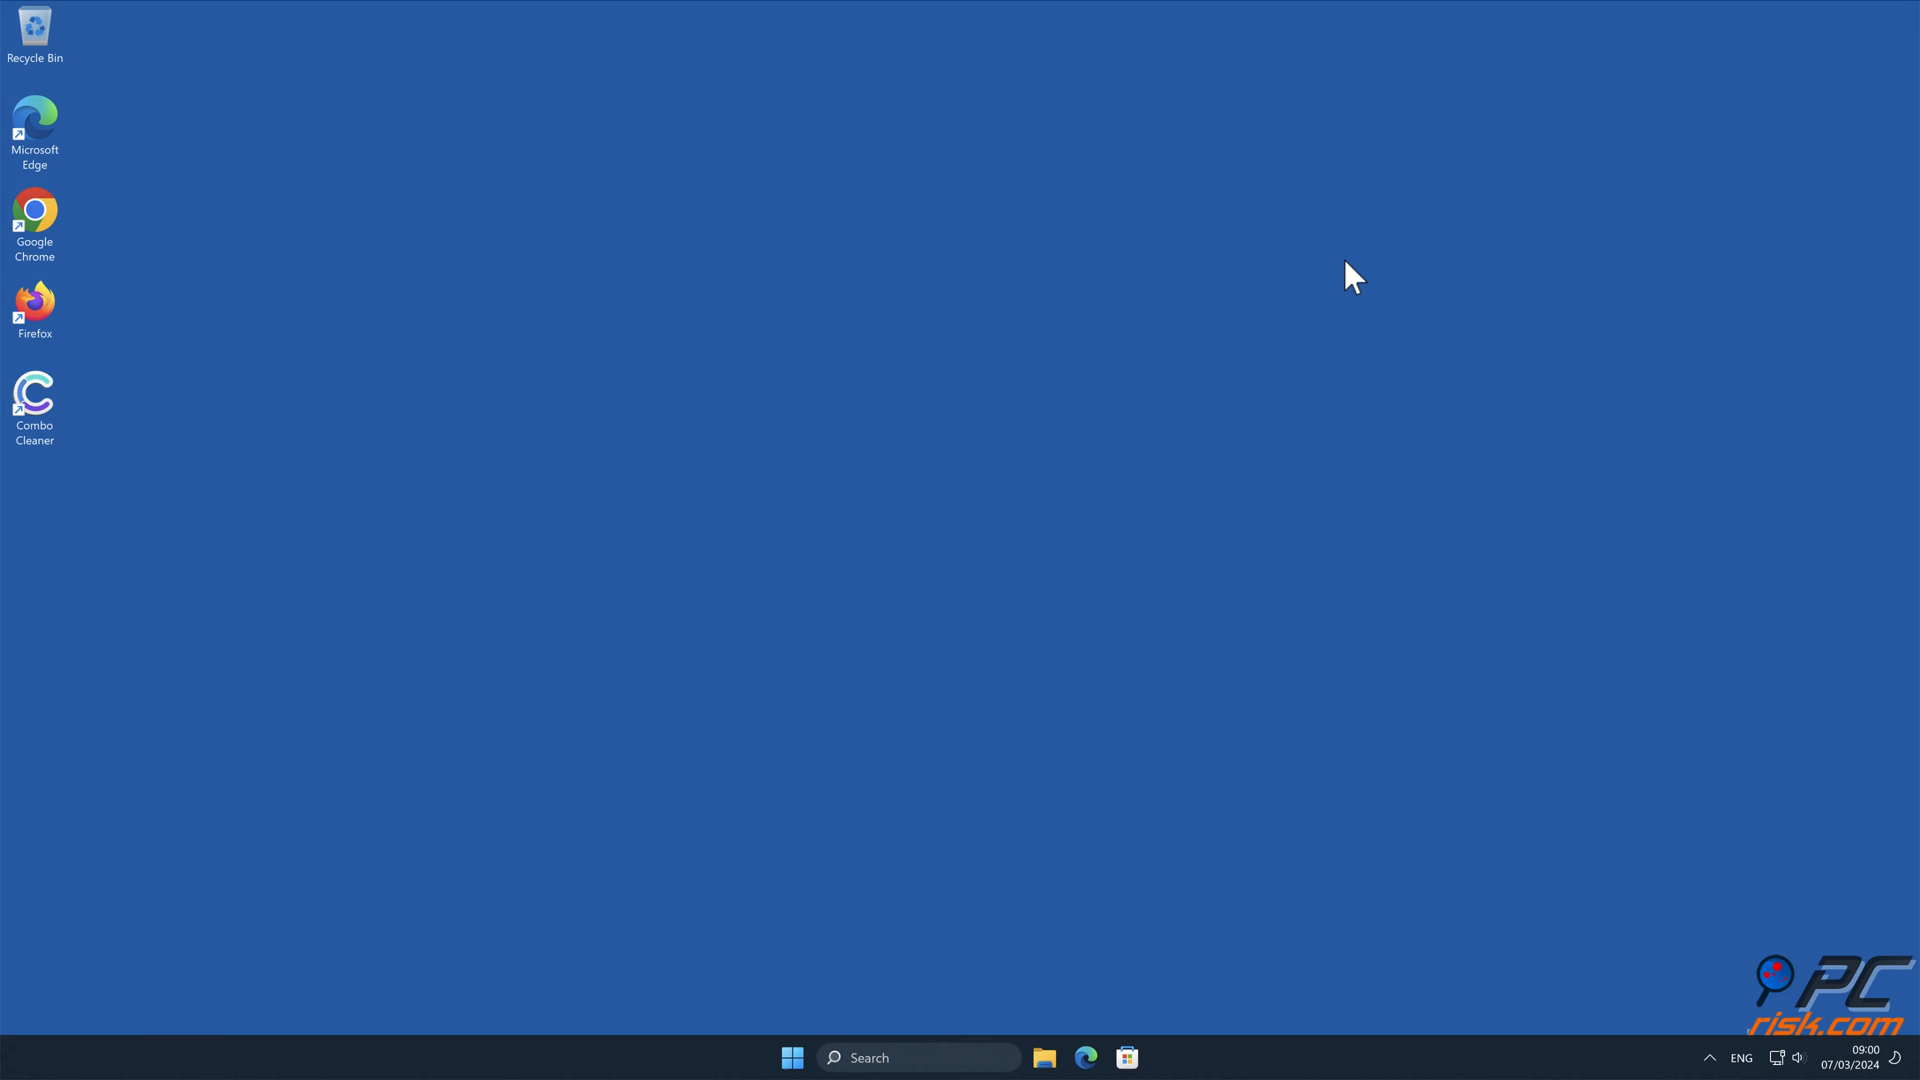 Recycle Bin
Microsoft
Edge
Google
Chrome
Firefox
Combo
Cleaner
PC
risk.com
Search
ENG
09:00
07/03/2024